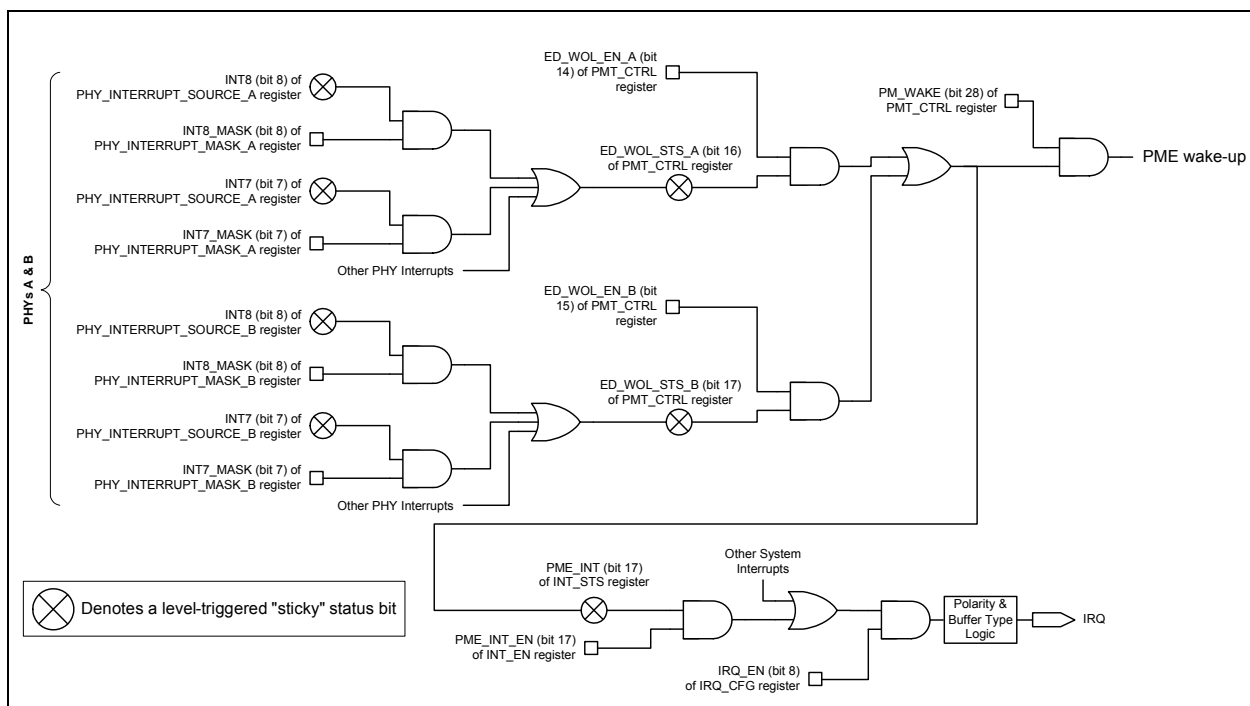 PHYs A & B
INT8 (bit 8) of
PHY_INTERRUPT_SOURCE_A register
INT8_MASK (bit 8) of
PHY_INTERRUPT_MASK_A register
INT7 (bit 7) of
PHY_INTERRUPT_SOURCE_A register
INT7_MASK (bit 7) of
PHY_INTERRUPT_MASK_A register
Other PHY Interrupts
ED_WOL_EN_A (bit
14) of PMT_CTRL
register
ED_WOL_STS_A (bit 16)
of PMT_CTRL register
PM_WAKE (bit 28) of
PMT_CTRL register
PME wake-up
INT8 (bit 8) of
PHY_INTERRUPT_SOURCE_B register
INT8_MASK (bit 8) of
PHY_INTERRUPT_MASK_B register
INT7 (bit 7) of
PHY_INTERRUPT_SOURCE_B register
INT7_MASK (bit 7) of
PHY_INTERRUPT_MASK_B register
Other PHY Interrupts
ED_WOL_EN_B (bit
15) of PMT_CTRL
register
ED_WOL_STS_B (bit 17)
of PMT_CTRL register
Denotes a level-triggered "sticky" status bit
PME_INT (bit 17)
of INT_STS register
PME_INT_EN (bit 17)
of INT_EN register
Other System
Interrupts
IRQ_EN (bit 8)
of IRQ_CFG register
Polarity &
Buffer Type
Logic
IRQ